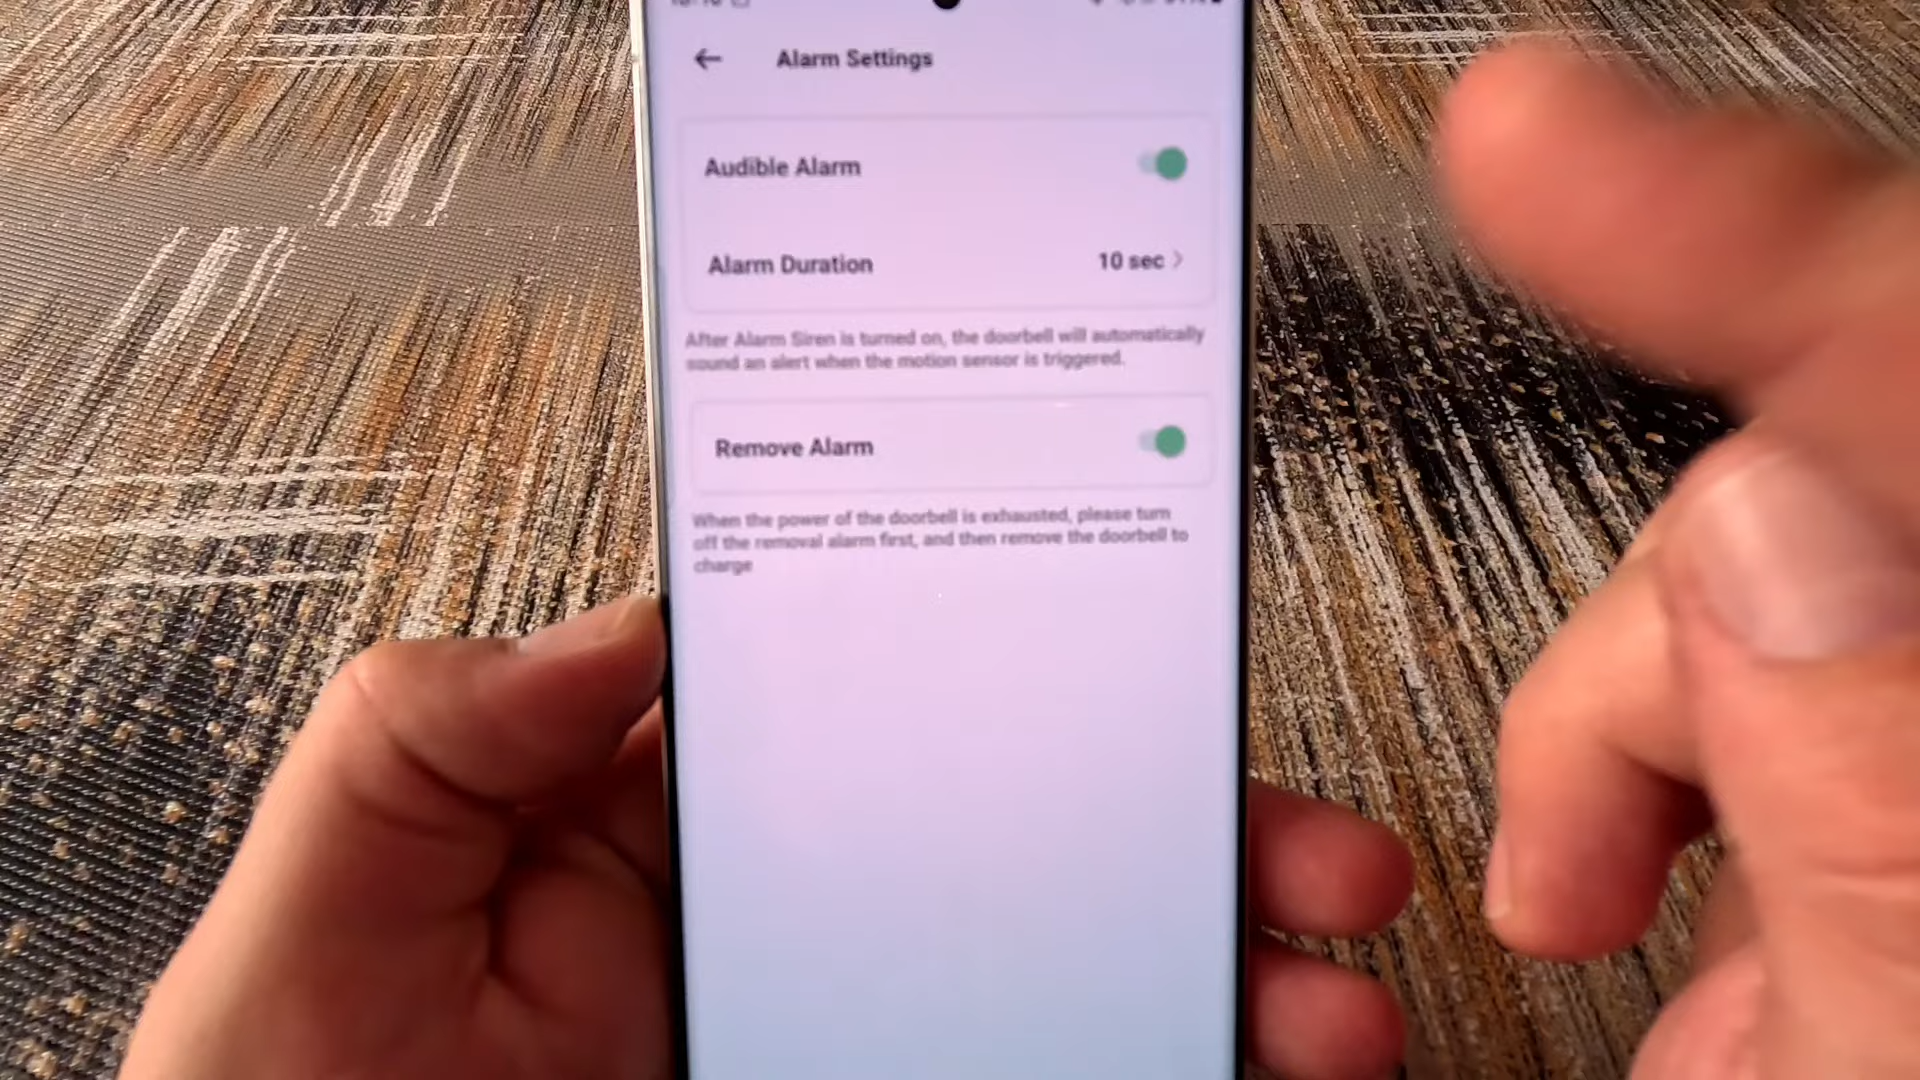 Alarm Settings
Audible Alarm
Alarm Duration 10 sec
After Alarm Siren is turned on, the doorbell will automatically
sound an alert when the motion sensor is triggered.
Remove Alarm
When the power of the doorbell is exhausted, please turn
off the removal alarm first, and then remove the doorbell to
charge